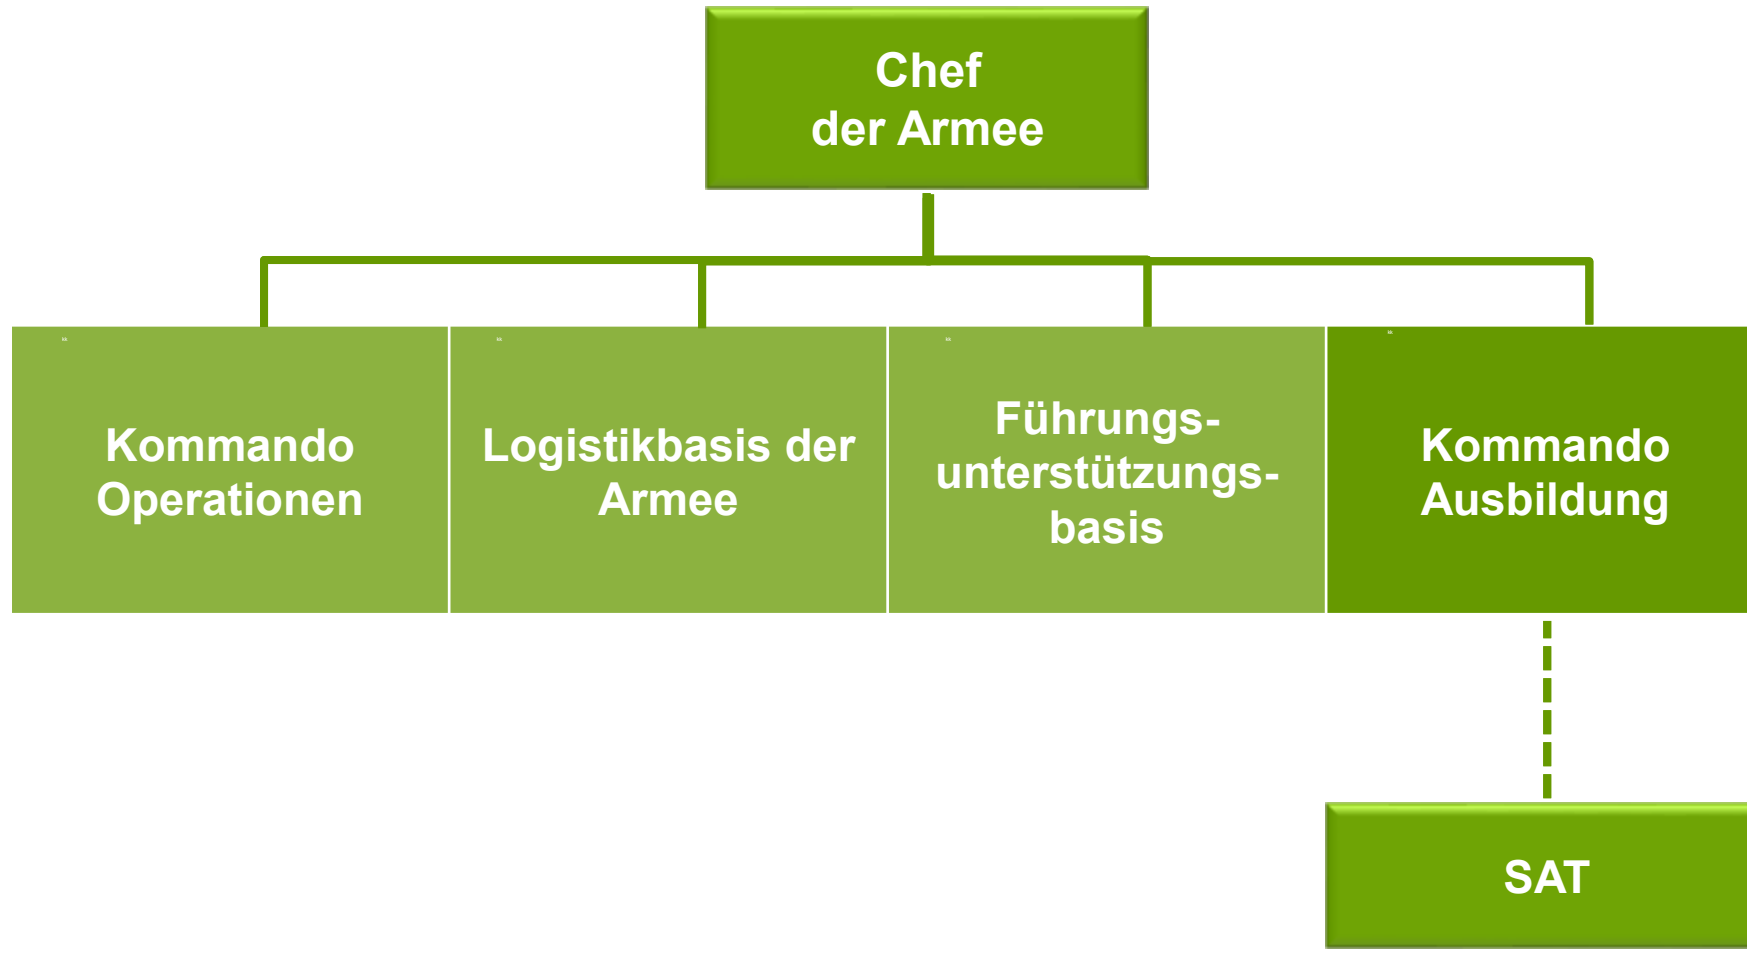 Chef
der Armee
Kommando
Operationen
Logistikbasis der
Armee
Führungs-
unterstützungs-
basis
Kommando
Ausbildung
SAT